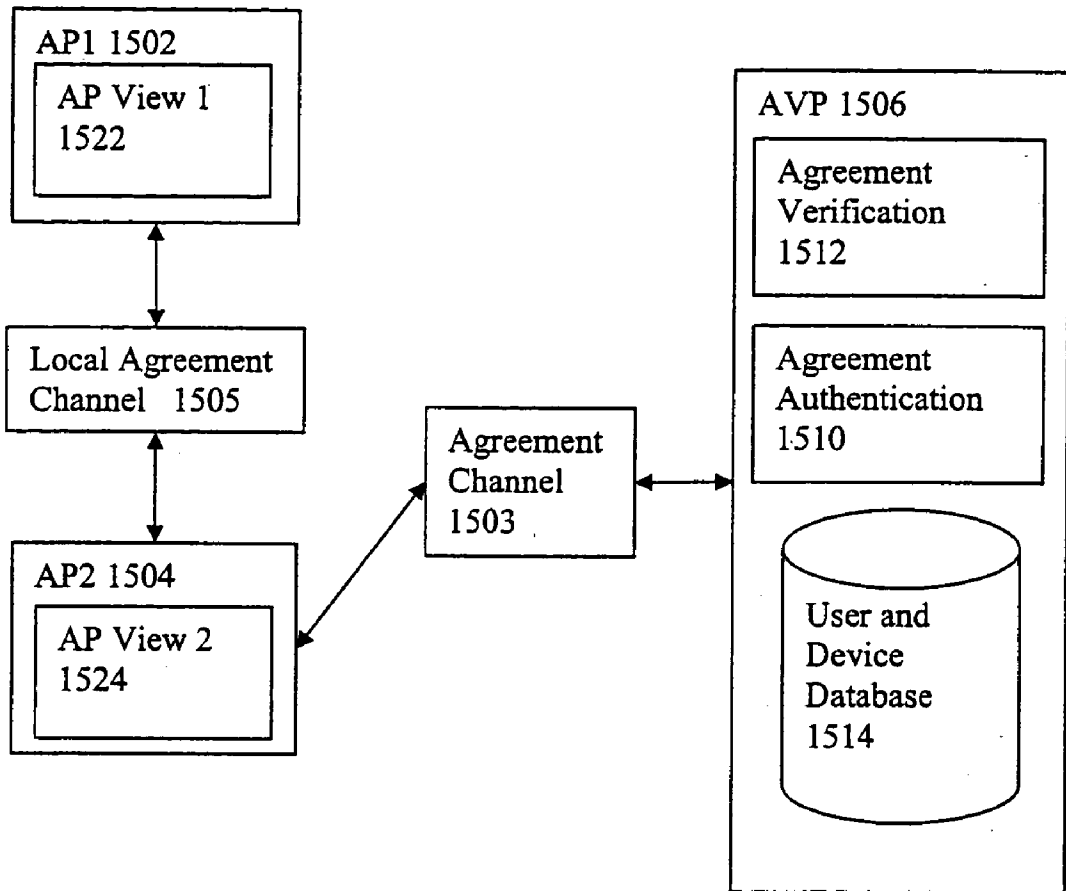 AP1 1502
AP View 1
1522
Local Agreement
Channel 1505
AP2 1504
AP View 2
1524
Agreement
Channel
1503
AVP 1506
Agreement
Verification
1512
Agreement
Authentication
1510
User and
Device
Database
1514